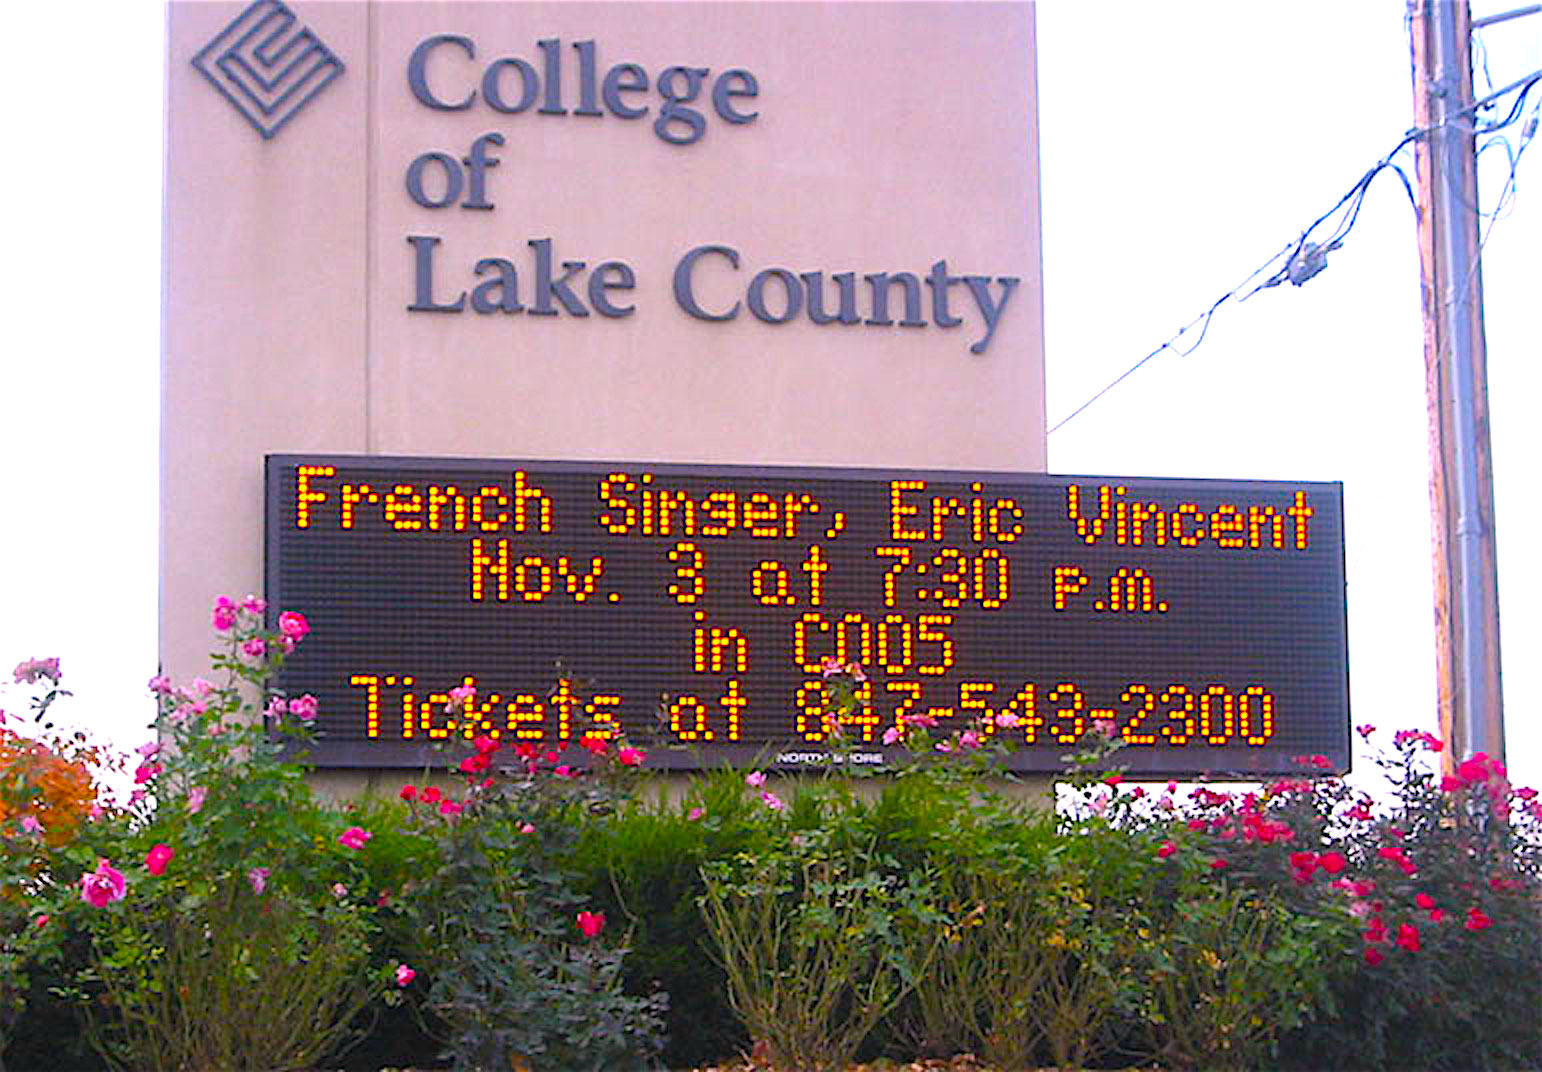 College
of
Lake County
French Singer, Eric Vincent
Nov. 3 at 7:30 p.m.
in C005
Tickets at 847-543-2300